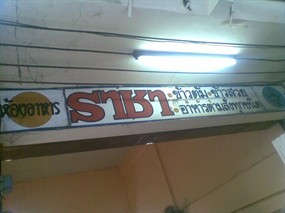 ห้องอาหาร
ราชา
ข้าวต้ม-ข้าวสวย
อาหารตามสั่งทุกชนิด